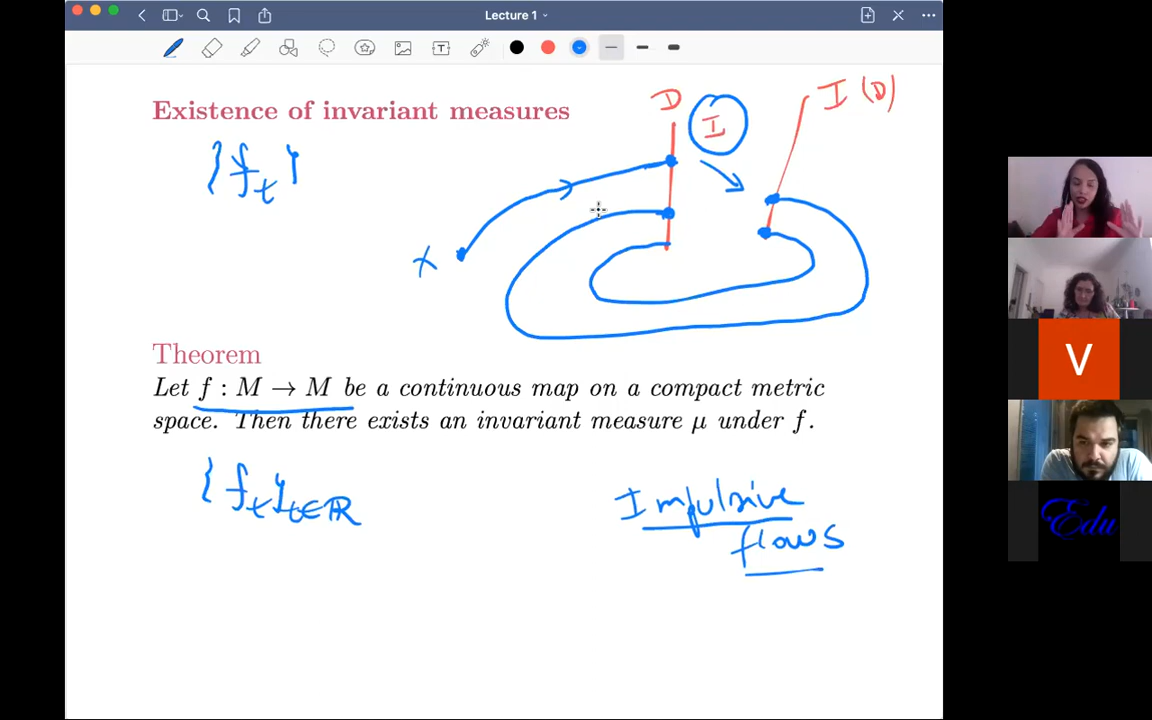 Lecture 1
Existence of invariant measures
{f_t}
D
I
I (D)
x
Theorem
Let f : M → M be a continuous map on a compact metric
space. Then there exists an invariant measure μ under f.
{f_t}_{t∈ℝ}
Impulsive
flows
V
Edu